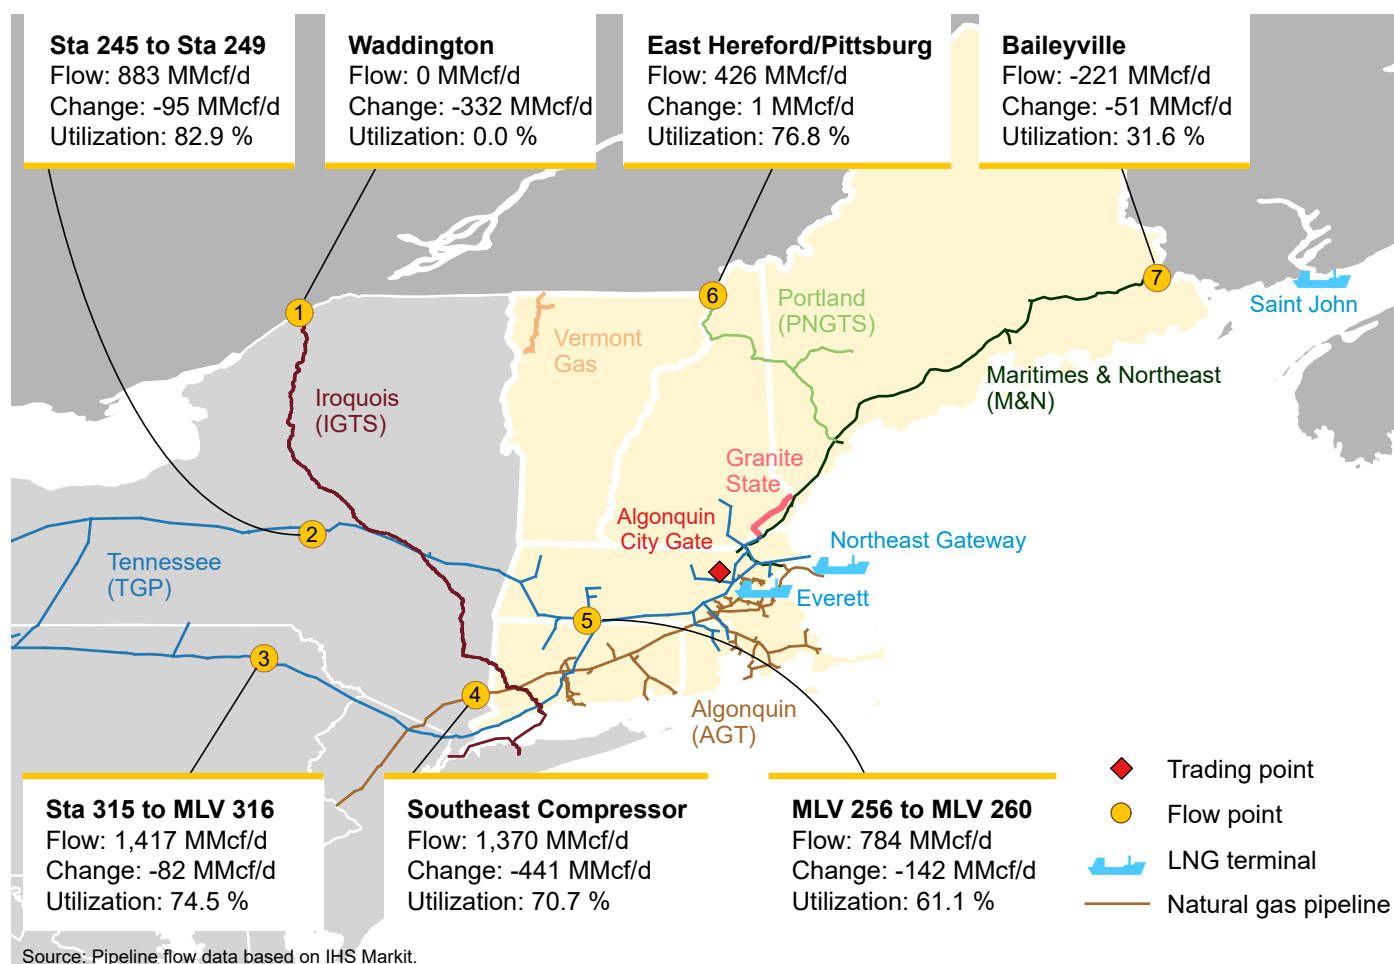 Sta 245 to Sta 249
Flow: 883 MMcf/d
Change: -95 MMcf/d
Utilization: 82.9 %
Waddington
Flow: 0 MMcf/d
Change: -332 MMcf/d
Utilization: 0.0 %
East Hereford/Pittsburg
Flow: 426 MMcf/d
Change: 1 MMcf/d
Utilization: 76.8 %
Baileyville
Flow: -221 MMcf/d
Change: -51 MMcf/d
Utilization: 31.6 %
1
6
7
Saint John
Portland
(PNGTS)
Vermont
Gas
Maritimes & Northeast
(M&N)
Iroquois
(IGTS)
Granite
State
Algonquin
City Gate
2
Northeast Gateway
Tennessee
(TGP)
Everett
5
3
4
Algonquin
(AGT)
Sta 315 to MLV 316
Flow: 1,417 MMcf/d
Change: -82 MMcf/d
Utilization: 74.5 %
Southeast Compressor
Flow: 1,370 MMcf/d
Change: -441 MMcf/d
Utilization: 70.7 %
MLV 256 to MLV 260
Flow: 784 MMcf/d
Change: -142 MMcf/d
Utilization: 61.1 %
Trading point
Flow point
LNG terminal
Natural gas pipeline
Source: Pipeline flow data based on IHS Markit.